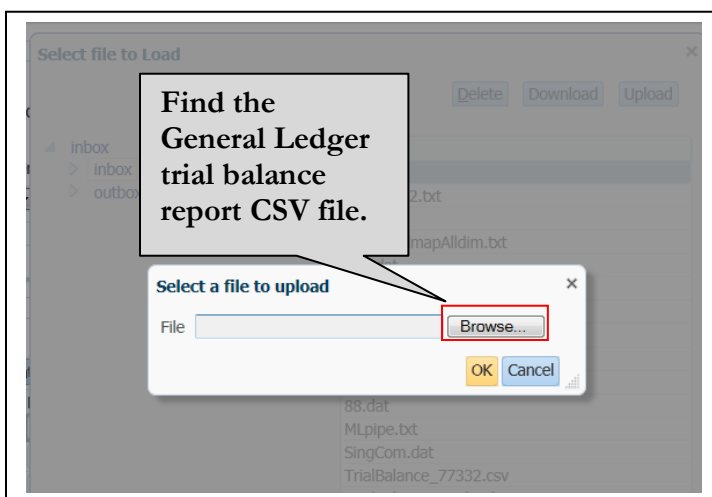 Select file to Load
Delete Download Upload
Find the
General Ledger
trial balance
report CSV file.
inbox
inbox
outbox
2.txt
mapAlldim.txt
Select a file to upload
File Browse...
OK Cancel
88.dat
MLpipe.txt
SingCom.dat
TrialBalance_77332.csv